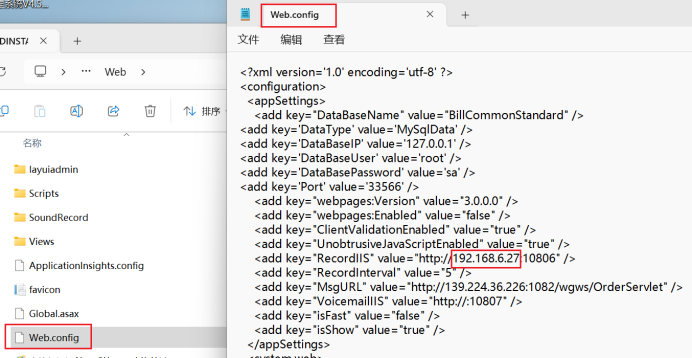 系统V4.5...
DINSTA
Web
排序
名称
layuiadmin
Scripts
SoundRecord
Views
ApplicationInsights.config
favicon
Global.asax
Web.config
Web.config
文件 编辑 查看
<?xml version='1.0' encoding='utf-8' ?>
<configuration>
<appSettings>
<add key="DataBaseName" value="BillCommonStandard" />
<add key='DataType' value='MySqlData' />
<add key='DataBaseIP' value='127.0.0.1' />
<add key='DataBaseUser' value='root' />
<add key='DataBasePassword' value='sa' />
<add key='Port' value='33566' />
<add key="webpages:Version" value="3.0.0.0" />
<add key="webpages:Enabled" value="false" />
<add key="ClientValidationEnabled" value="true" />
<add key="UnobtrusiveJavaScriptEnabled" value="true" />
<add key="RecordIIS" value="http://192.168.6.27:10806" />
<add key="RecordInterval" value="5" />
<add key="MsgURL" value="http://139.224.36.226:1082/wgws/OrderServlet" />
<add key="VoicemailIIS" value="http://:10807" />
<add key="isFast" value="false" />
<add key="isShow" value="true" />
</appSettings>
<system.web>